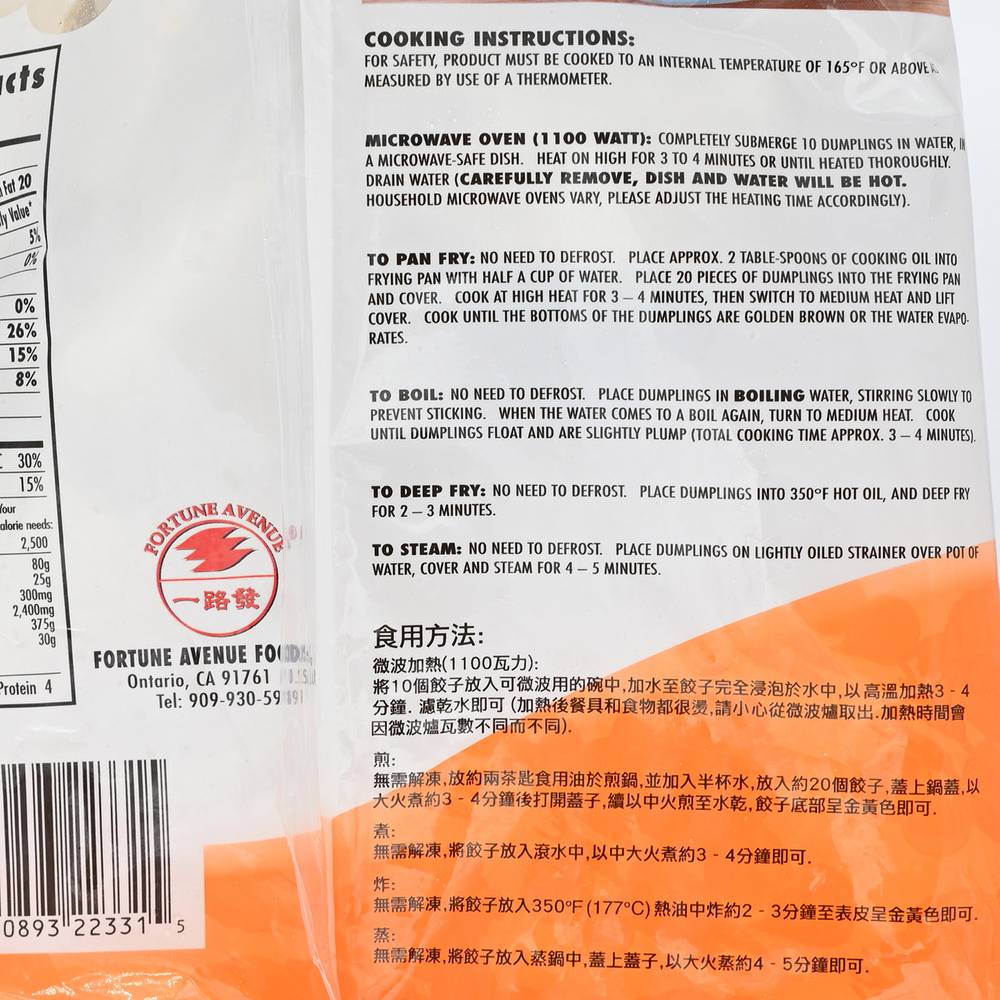 cts
Fat 20
ly Value*
5%
0%
0%
26%
15%
8%
30%
15%
Your
alorie needs:
2,500
80g
25g
300mg
2,400mg
375g
30g
Protein 4
FORTUNE AVENUE
一路發
FORTUNE AVENUE
Ontario, CA 91761
Tel: 909-930-59
0893 22331 5
COOKING INSTRUCTIONS:
FOR SAFETY, PRODUCT MUST BE COOKED TO AN INTERNAL TEMPERATURE OF 165°F OR ABOVE
MEASURED BY USE OF A THERMOMETER.
MICROWAVE OVEN (1100 WATT): COMPLETELY SUBMERGE 10 DUMPLINGS IN WATER, IN
A MICROWAVE-SAFE DISH. HEAT ON HIGH FOR 3 TO 4 MINUTES OR UNTIL HEATED THOROUGHLY.
DRAIN WATER (CAREFULLY REMOVE, DISH AND WATER WILL BE HOT.
HOUSEHOLD MICROWAVE OVENS VARY, PLEASE ADJUST THE HEATING TIME ACCORDINGLY).
TO PAN FRY: NO NEED TO DEFROST. PLACE APPROX. 2 TABLE-SPOONS OF COOKING OIL INTO
FRYING PAN WITH HALF A CUP OF WATER. PLACE 20 PIECES OF DUMPLINGS INTO THE FRYING PAN
AND COVER. COOK AT HIGH HEAT FOR 3 – 4 MINUTES, THEN SWITCH TO MEDIUM HEAT AND LIFT
COVER. COOK UNTIL THE BOTTOMS OF THE DUMPLINGS ARE GOLDEN BROWN OR THE WATER EVAPO-
RATES.
TO BOIL: NO NEED TO DEFROST. PLACE DUMPLINGS IN BOILING WATER, STIRRING SLOWLY TO
PREVENT STICKING. WHEN THE WATER COMES TO A BOIL AGAIN, TURN TO MEDIUM HEAT. COOK
UNTIL DUMPLINGS FLOAT AND ARE SLIGHTLY PLUMP (TOTAL COOKING TIME APPROX. 3 – 4 MINUTES).
TO DEEP FRY: NO NEED TO DEFROST. PLACE DUMPLINGS INTO 350°F HOT OIL, AND DEEP FRY
FOR 2 – 3 MINUTES.
TO STEAM: NO NEED TO DEFROST. PLACE DUMPLINGS ON LIGHTLY OILED STRAINER OVER POT OF
WATER, COVER AND STEAM FOR 4 – 5 MINUTES.
食用方法:
微波加熱(1100瓦力):
將10個餃子放入可微波用的碗中,加水至餃子完全浸泡於水中,以高溫加熱3 - 4
分鐘. 濾乾水即可 (加熱後餐具和食物都很燙,請小心從微波爐取出.加熱時間會
因微波爐瓦數不同而不同).
煎:
無需解凍,放約兩茶匙食用油於煎鍋,並加入半杯水,放入約20個餃子,蓋上鍋蓋,以
大火煮約3 - 4分鐘後打開蓋子,續以中火煎至水乾,餃子底部呈金黃色即可.
煮:
無需解凍,將餃子放入滾水中,以中大火煮約3 - 4分鐘即可.
炸:
無需解凍,將餃子放入350°F (177°C) 熱油中炸約2 - 3分鐘至表皮呈金黃色即可.
蒸:
無需解凍,將餃子放入蒸鍋中,蓋上蓋子,以大火蒸約4 - 5分鐘即可.